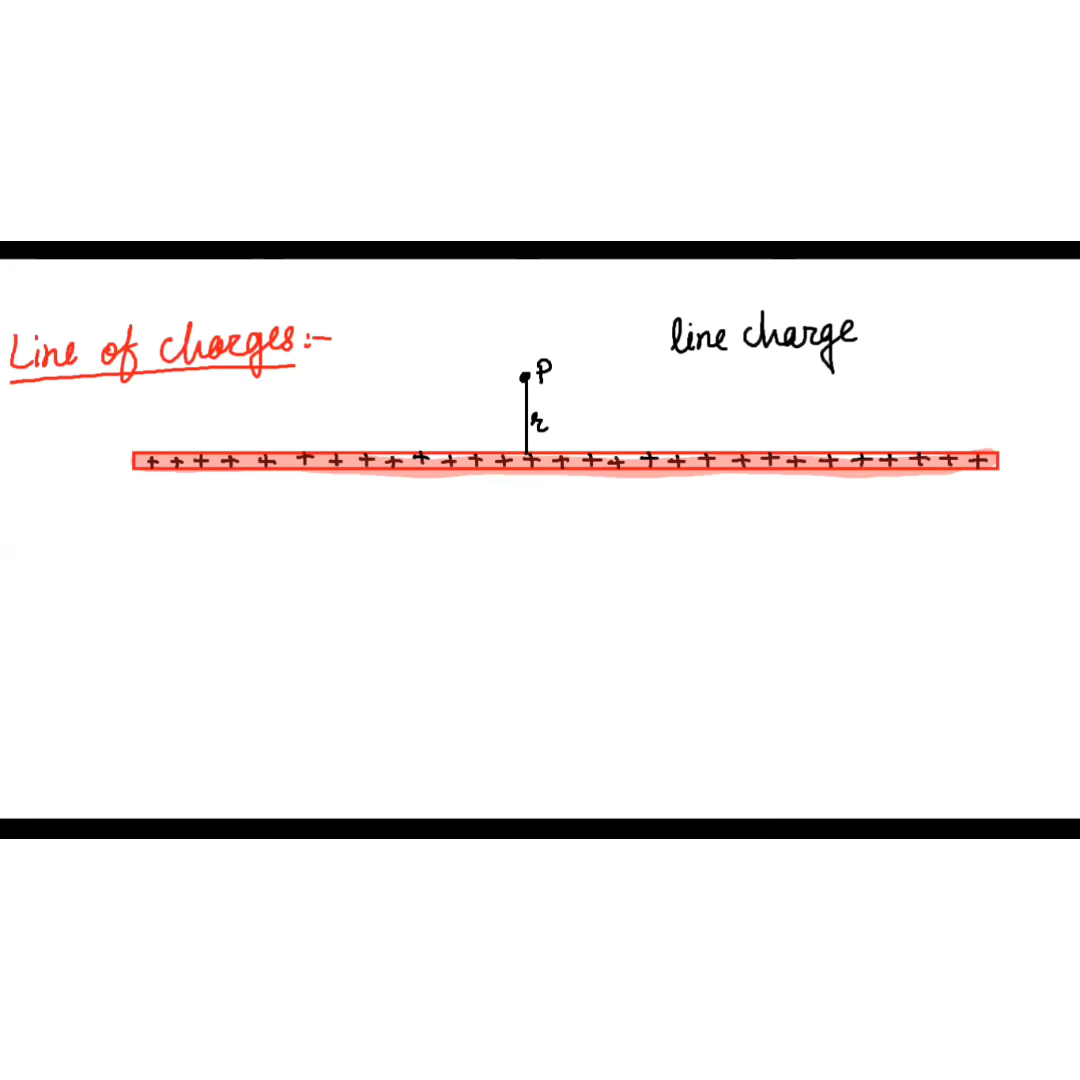 Line of charges:-
line charge
P
r
+ + + + + + + + + + + + + + + + + + + + + + + + + + + + +